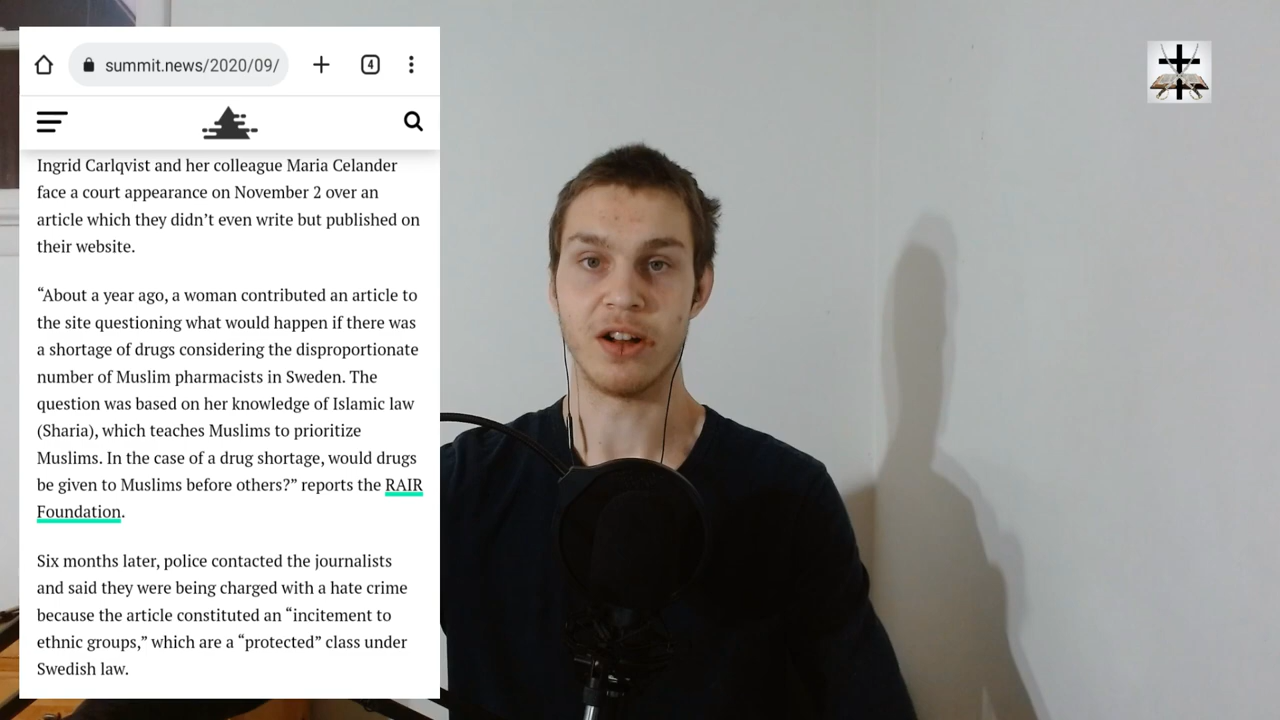 summit.news/2020/09/
4
Ingrid Carlqvist and her colleague Maria Celander
face a court appearance on November 2 over an
article which they didn’t even write but published on
their website.
“About a year ago, a woman contributed an article to
the site questioning what would happen if there was
a shortage of drugs considering the disproportionate
number of Muslim pharmacists in Sweden. The
question was based on her knowledge of Islamic law
(Sharia), which teaches Muslims to prioritize
Muslims. In the case of a drug shortage, would drugs
be given to Muslims before others?” reports the RAIR
Foundation.
Six months later, police contacted the journalists
and said they were being charged with a hate crime
because the article constituted an “incitement to
ethnic groups,” which are a “protected” class under
Swedish law.